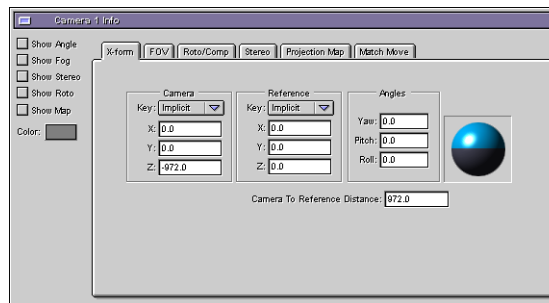 Camera 1 Info
Show Angle
Show Fog
Show Stereo
Show Roto
Show Map
Color:
X-form FOV Roto/Comp Stereo Projection Map Match Move
Camera Reference Angles
Key: Implicit Key: Implicit
X: 0.0 X: 0.0 Yaw: 0.0
Y: 0.0 Y: 0.0 Pitch: 0.0
Z: -972.0 Z: 0.0 Roll: 0.0
Camera To Reference Distance: 972.0